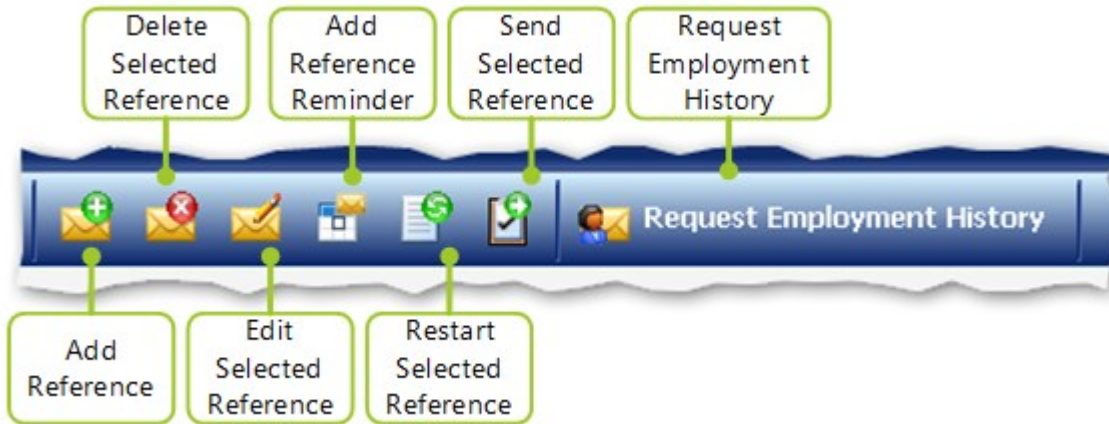 Delete
Selected
Reference
Add
Reference
Reminder
Send
Selected
Reference
Request
Employment
History
Request Employment History
Add
Reference
Edit
Selected
Reference
Restart
Selected
Reference